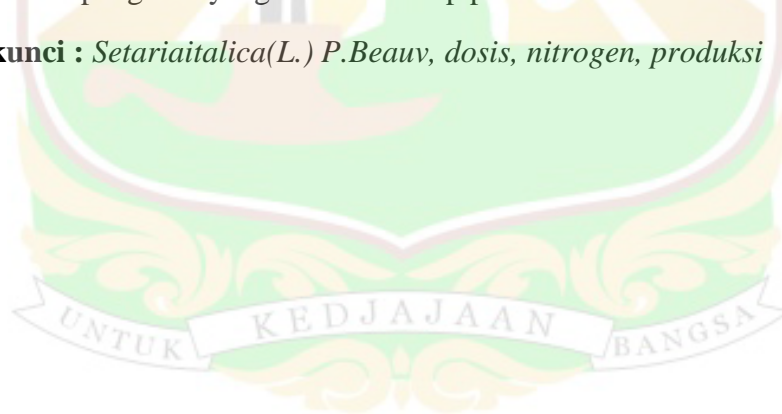 kunci : Setariaitalica(L.) P.Beauv, dosis, nitrogen, produksi
UNTUK KEDJAJAAN BANGSA